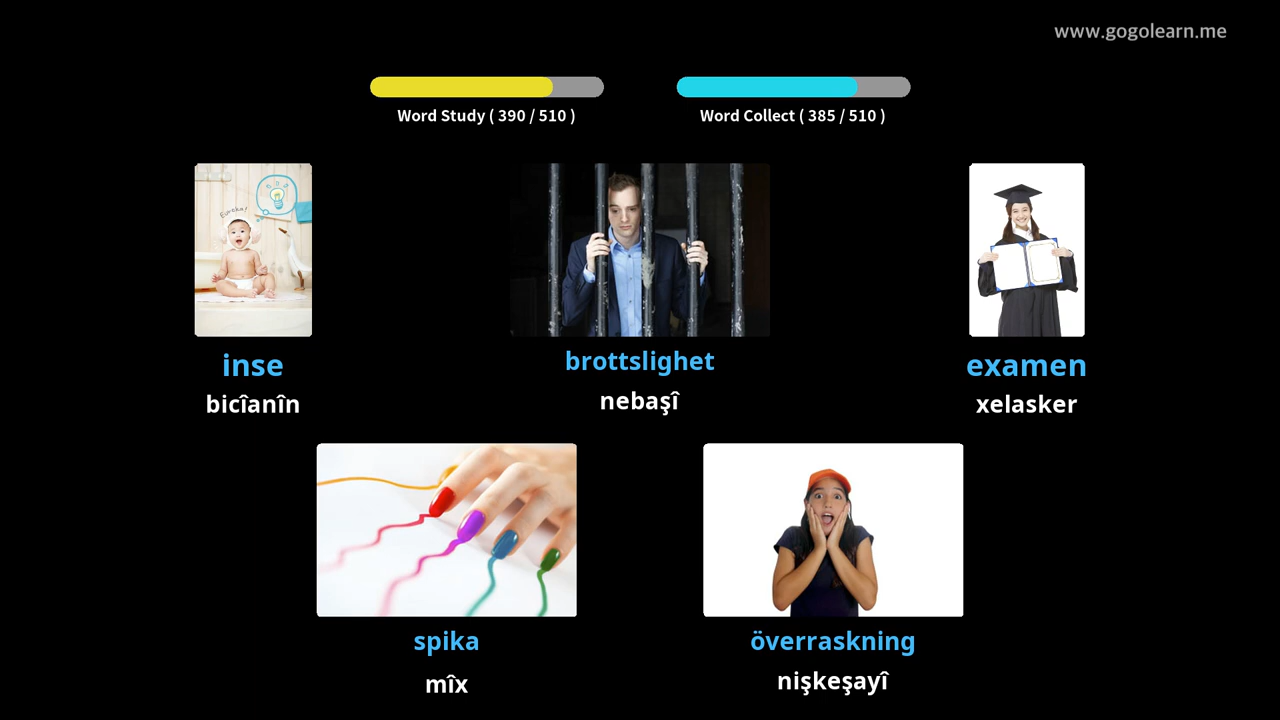 www.gogolearn.me
Word Study ( 390 / 510 )
Word Collect ( 385 / 510 )
Eureka!
inse
bicîanîn
brottslighet
nebaşî
examen
xelasker
spika
mîx
överraskning
nişkeşayî